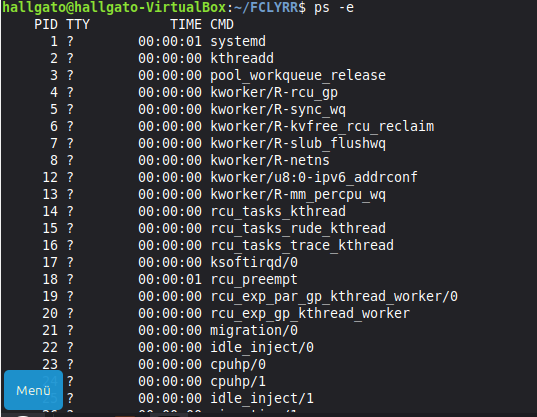 hallgato@hallgato-VirtualBox:~/FCLYRR$ ps -e
PID TTY TIME CMD
1 ? 00:00:01 systemd
2 ? 00:00:00 kthreadd
3 ? 00:00:00 pool_workqueue_release
4 ? 00:00:00 kworker/R-rcu_gp
5 ? 00:00:00 kworker/R-sync_wq
6 ? 00:00:00 kworker/R-kvfree_rcu_reclaim
7 ? 00:00:00 kworker/R-slub_flushwq
8 ? 00:00:00 kworker/R-netns
12 ? 00:00:00 kworker/u8:0-ipv6_addrconf
13 ? 00:00:00 kworker/R-mm_percpu_wq
14 ? 00:00:00 rcu_tasks_kthread
15 ? 00:00:00 rcu_tasks_rude_kthread
16 ? 00:00:00 rcu_tasks_trace_kthread
17 ? 00:00:00 ksoftirqd/0
18 ? 00:00:01 rcu_preempt
19 ? 00:00:00 rcu_exp_par_gp_kthread_worker/0
20 ? 00:00:00 rcu_exp_gp_kthread_worker
21 ? 00:00:00 migration/0
22 ? 00:00:00 idle_inject/0
23 ? 00:00:00 cpuhp/0
? 00:00:00 cpuhp/1
Menü
? 00:00:00 idle_inject/1